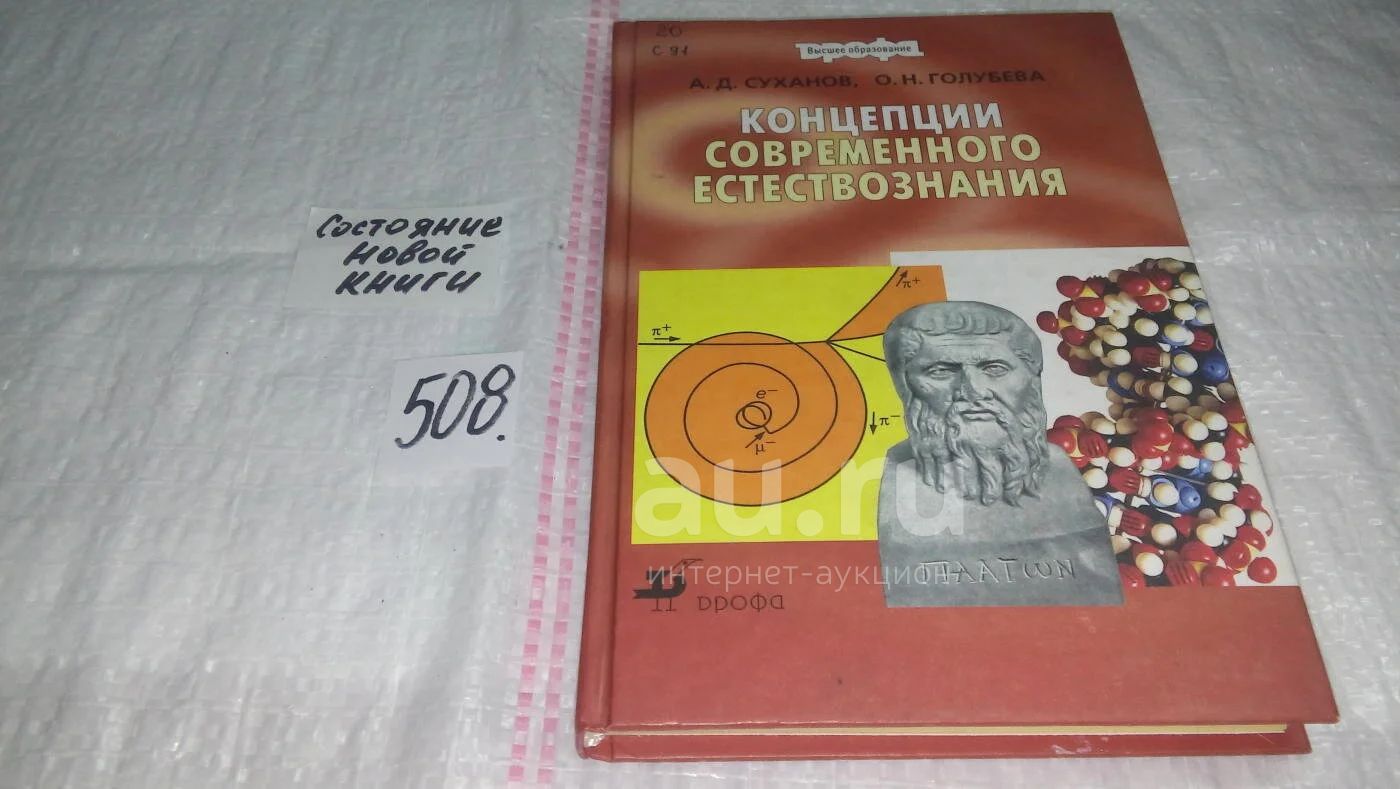 Состояние
новой
книги
508.
20
С 91
дрофа
Высшее образование
А. Д. СУХАНОВ, О. Н. ГОЛУБЕВА
КОНЦЕПЦИИ
СОВРЕМЕННОГО
ЕСТЕСТВОЗНАНИЯ
π+
π+
e−
π−
μ−
au.ru
интернет-аукцион
ΠΛΑΤΩΝ
дрофа